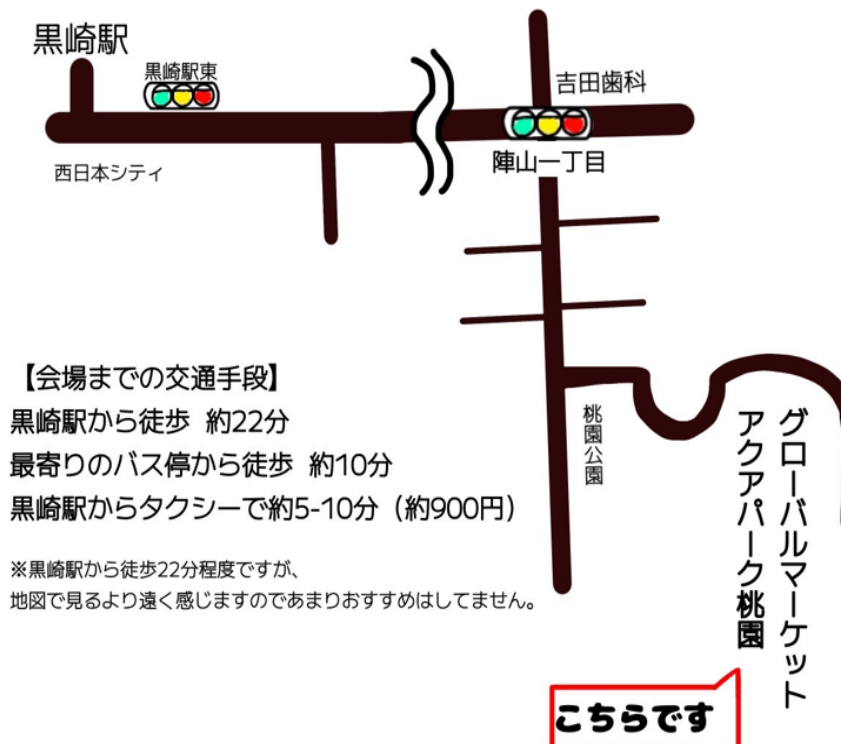 黒崎駅
黒崎駅東
吉田歯科
西日本シティ
陣山一丁目
【会場までの交通手段】
黒崎駅から徒歩 約22分
最寄りのバス停から徒歩 約10分
黒崎駅からタクシーで約5-10分（約900円）
※黒崎駅から徒歩22分程度ですが、
地図で見るより遠く感じますのであまりおすすめはしてません。
桃園公園
グローバルマーケット
アクアパーク桃園
こちらです